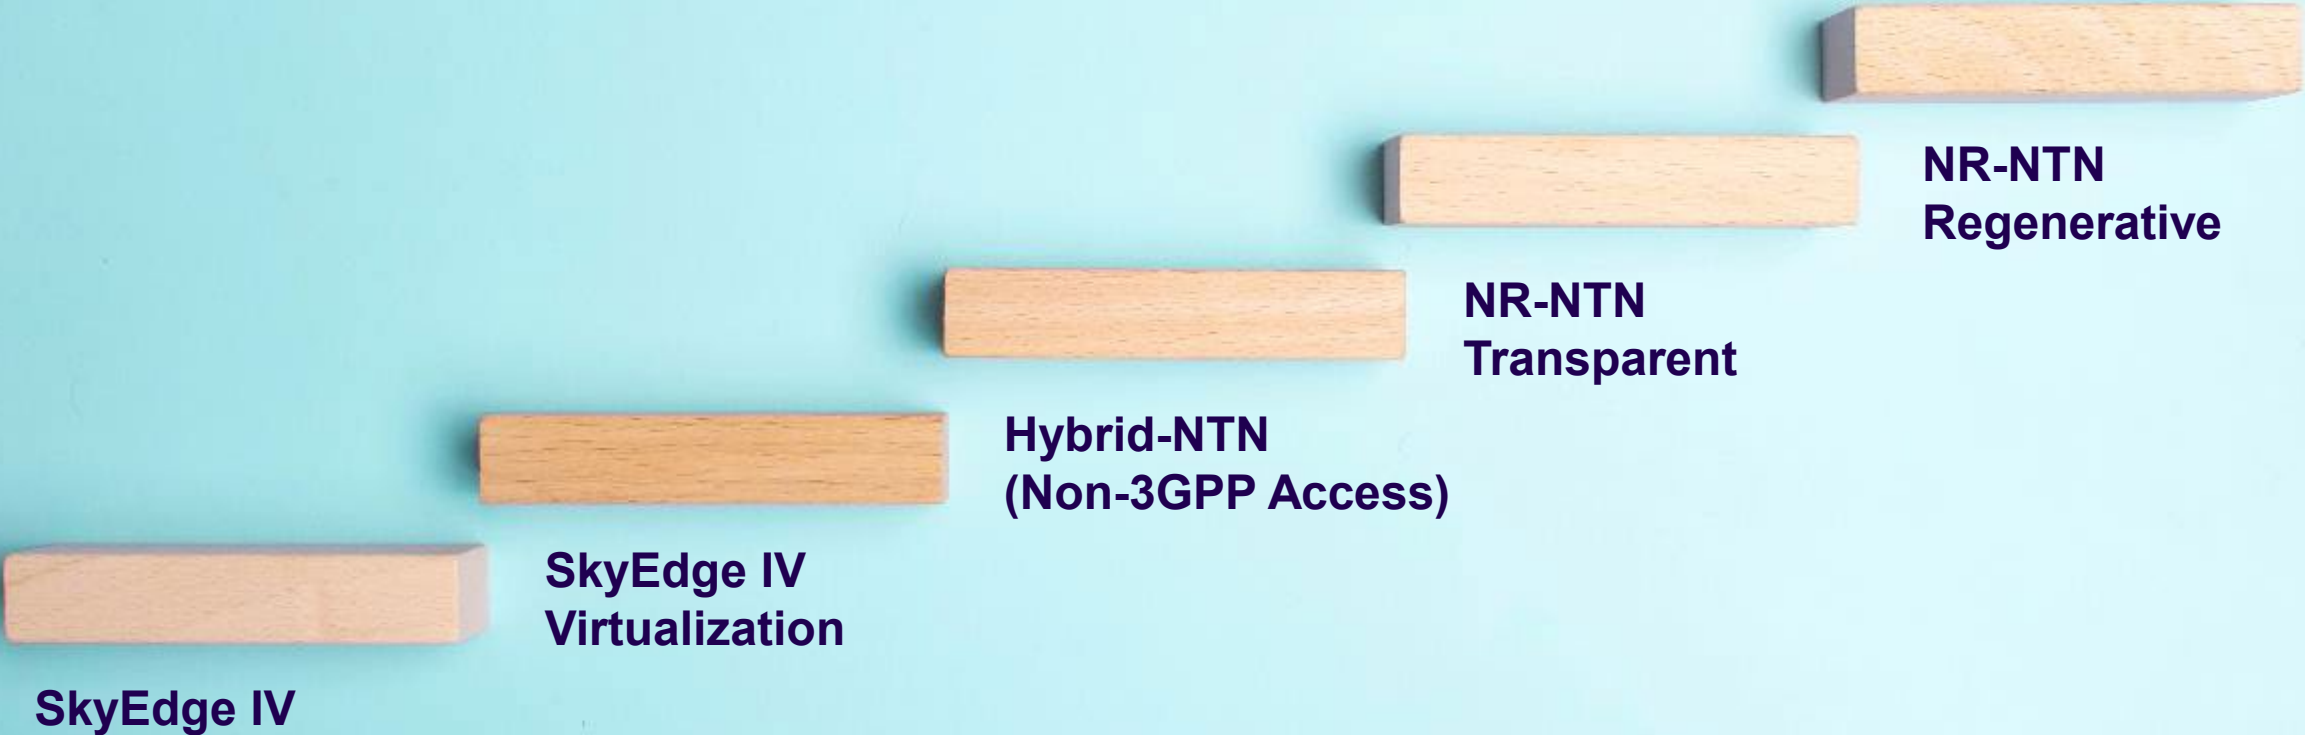 NR-NTN
Regenerative
NR-NTN
Transparent
Hybrid-NTN
(Non-3GPP Access)
SkyEdge IV
Virtualization
SkyEdge IV